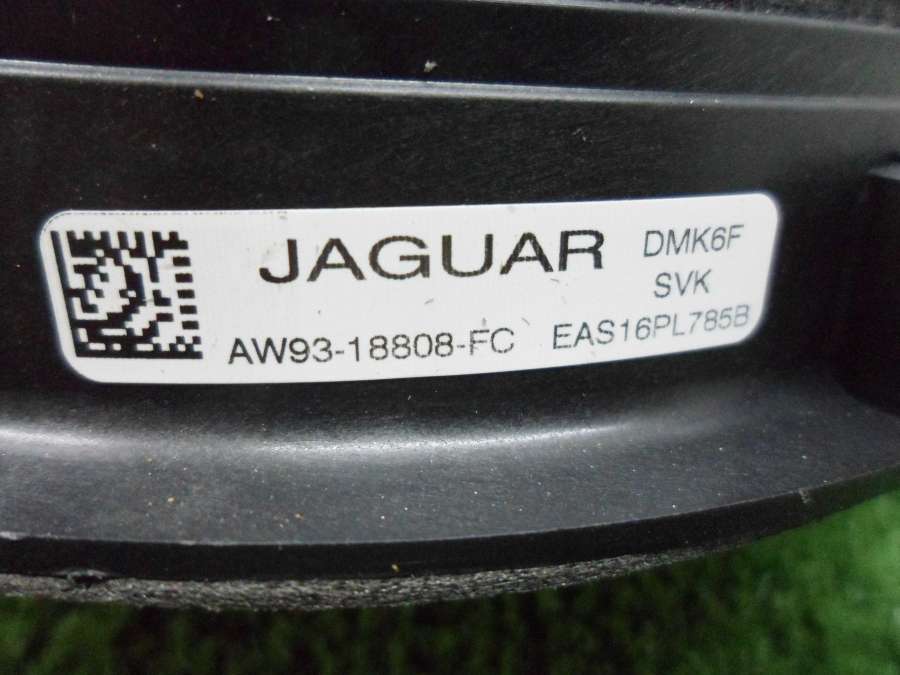 JAGUAR
AW93-18808-FC
DMK6F
SVK
EAS16PL785B